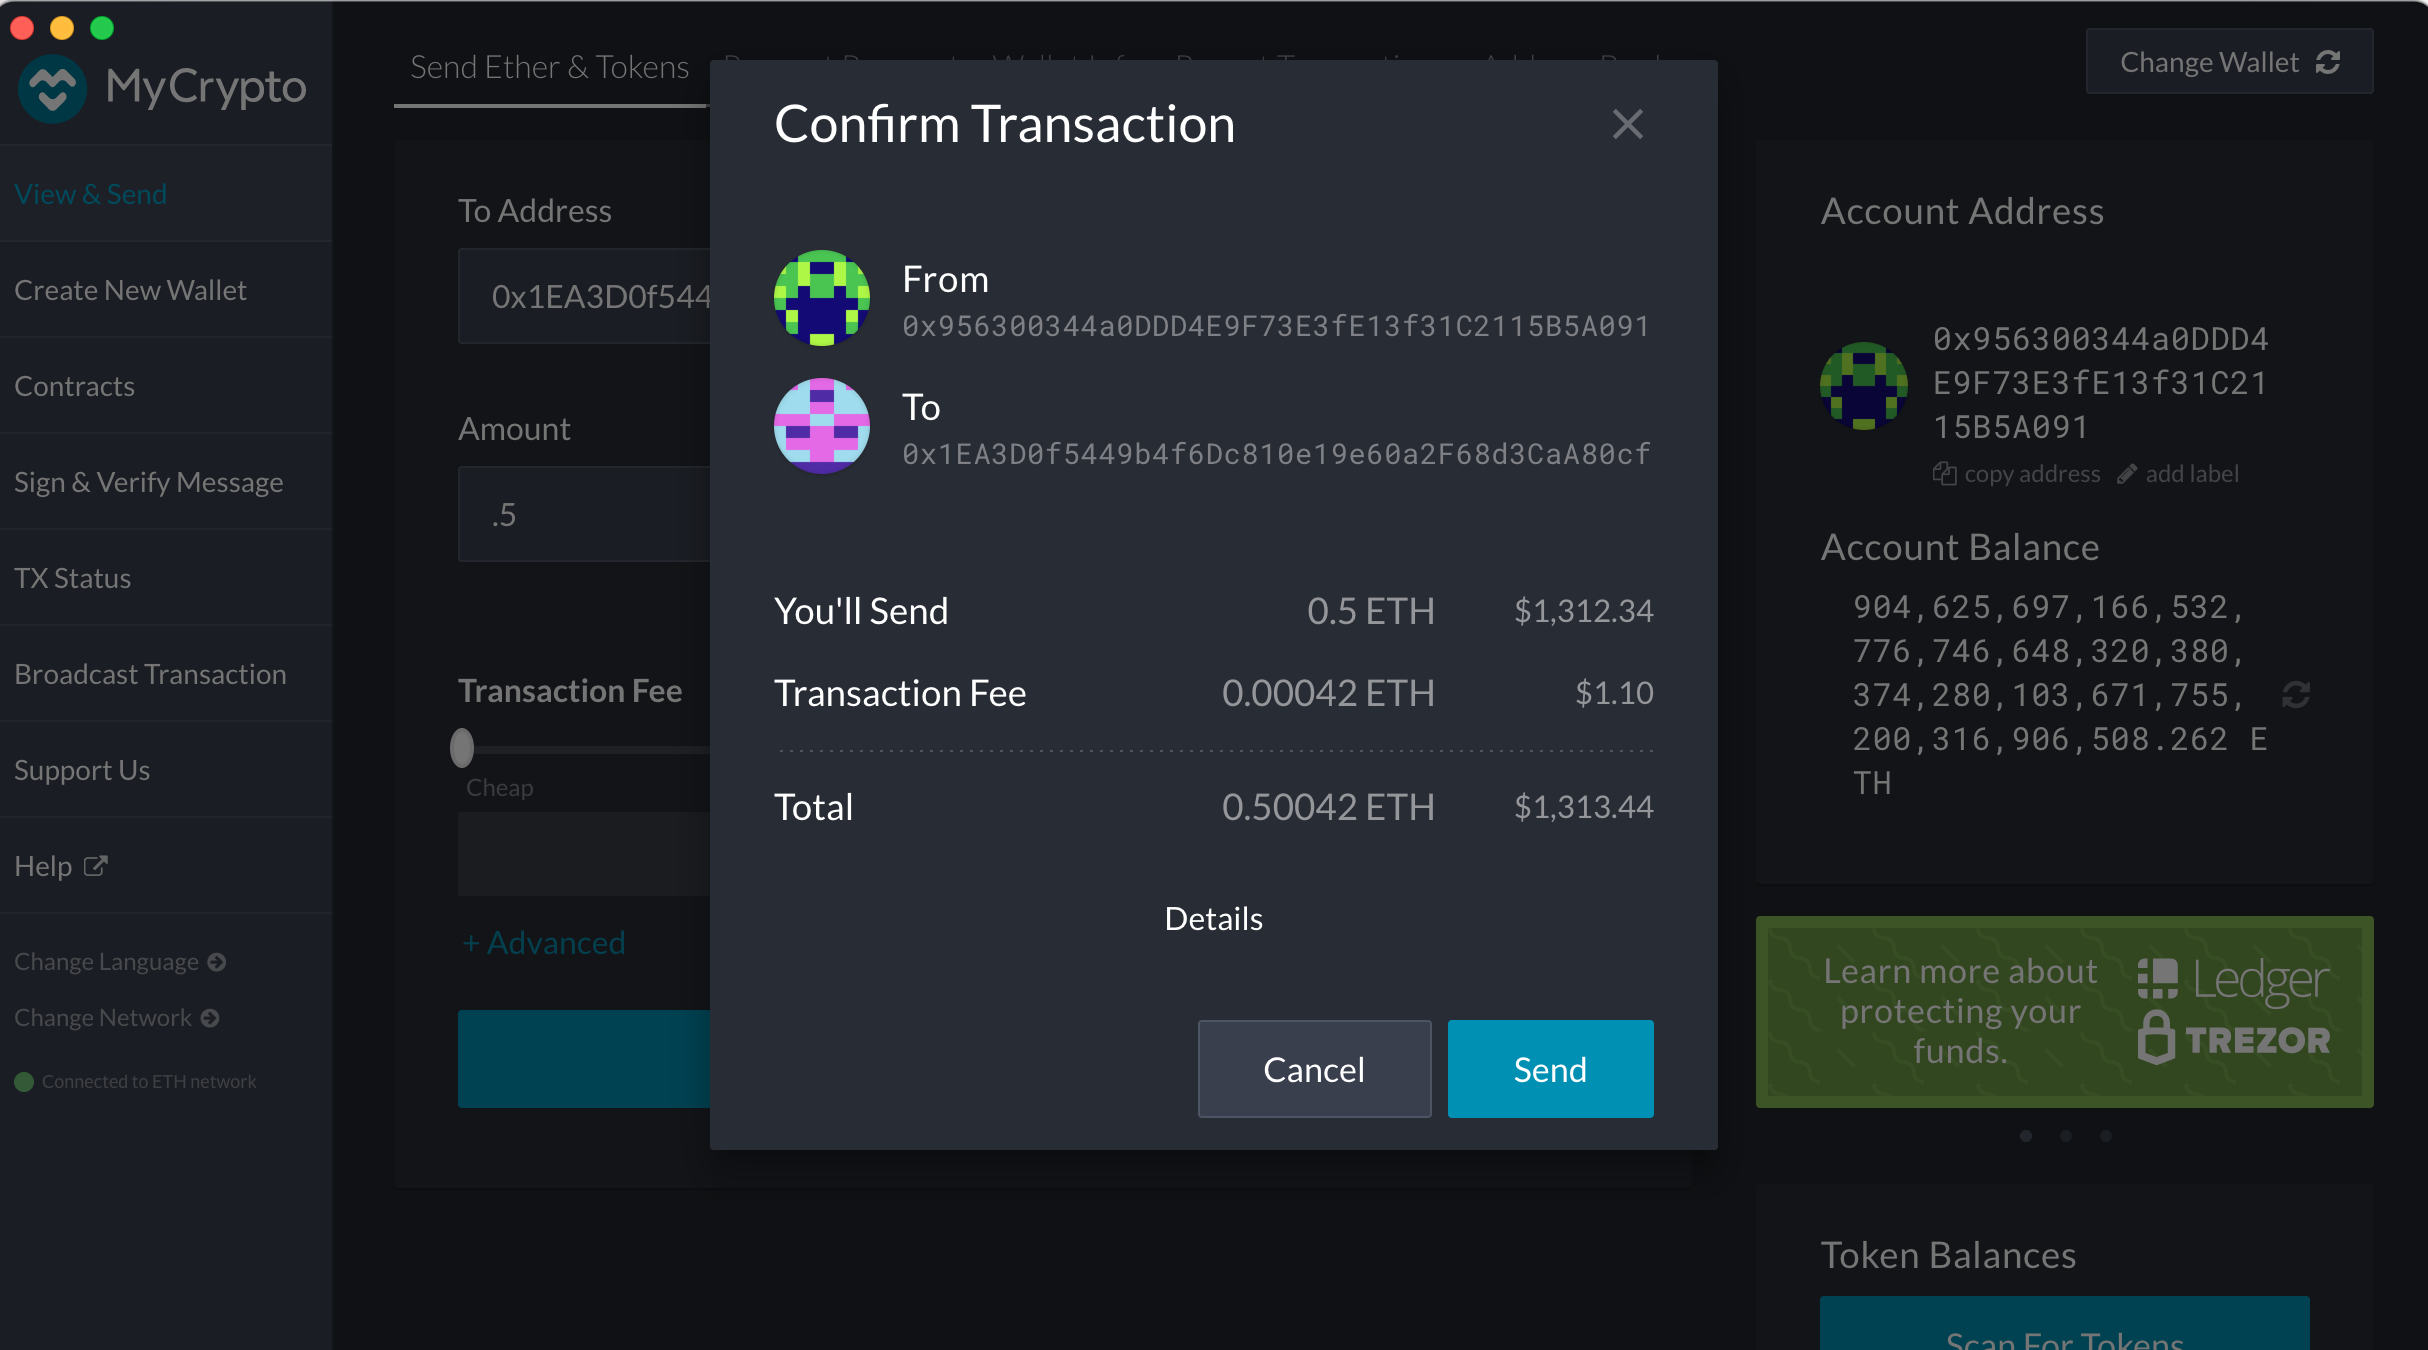 MyCrypto
View & Send
Create New Wallet
Contracts
Sign & Verify Message
TX Status
Broadcast Transaction
Support Us
Help
Change Language
Change Network
Connected to ETH network
Send Ether & Tokens
Change Wallet
To Address
0x1EA3D0f544
Amount
.5
Transaction Fee
Cheap
+ Advanced
Confirm Transaction
From
0x956300344a0DDD4E9F73E3fE13f31C2115B5A091
To
0x1EA3D0f5449b4f6Dc810e19e60a2F68d3CaA80cf
You'll Send 0.5 ETH $1,312.34
Transaction Fee 0.00042 ETH $1.10
Total 0.50042 ETH $1,313.44
Details
Cancel Send
Account Address
0x956300344a0DDD4
E9F73E3fE13f31C21
15B5A091
copy address add label
Account Balance
904,625,697,166,532,
776,746,648,320,380,
374,280,103,671,755,
200,316,906,508.262 E
TH
Learn more about
protecting your
funds.
Ledger
TREZOR
Token Balances
Scan For Tokens